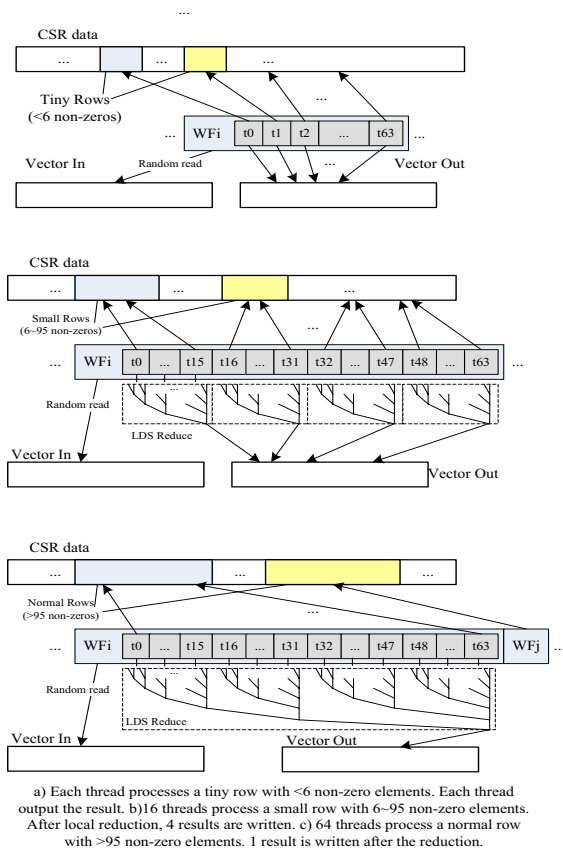 ...
CSR data
... ... ...
Tiny Rows
(<6 non-zeros)
...
... WFi t0 t1 t2 ... t63 ...
Vector In
Random read
...
Vector Out
CSR data
... ... ...
Small Rows
(6~95 non-zeros)
...
... WFi t0 ... t15 t16 ... t31 t32 ... t47 t48 ... t63 ...
...
Random read
LDS Reduce
Vector In
Vector Out
CSR data
... ... ...
Normal Rows
(>95 non-zeros)
...
... WFi t0 ... t15 t16 ... t31 t32 ... t47 t48 ... t63 WFj ...
...
Random read
LDS Reduce
Vector In
Vector Out
a) Each thread processes a tiny row with <6 non-zero elements. Each thread
output the result. b)16 threads process a small row with 6~95 non-zero elements.
After local reduction, 4 results are written. c) 64 threads process a normal row
with >95 non-zero elements. 1 result is written after the reduction.